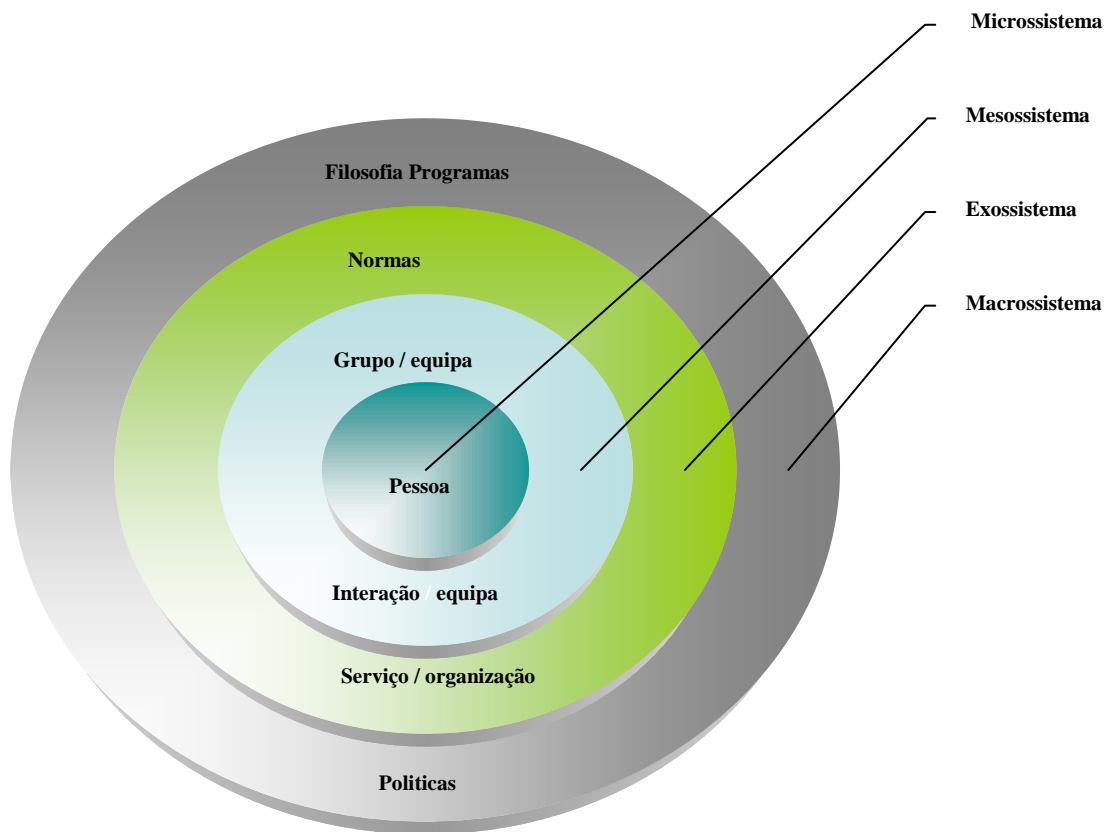 Microssistema
Mesossistema
Filosofia Programas
Exossistema
Normas
Macrossistema
Grupo / equipa
Pessoa
Interação / equipa
Serviço / organização
Politicas